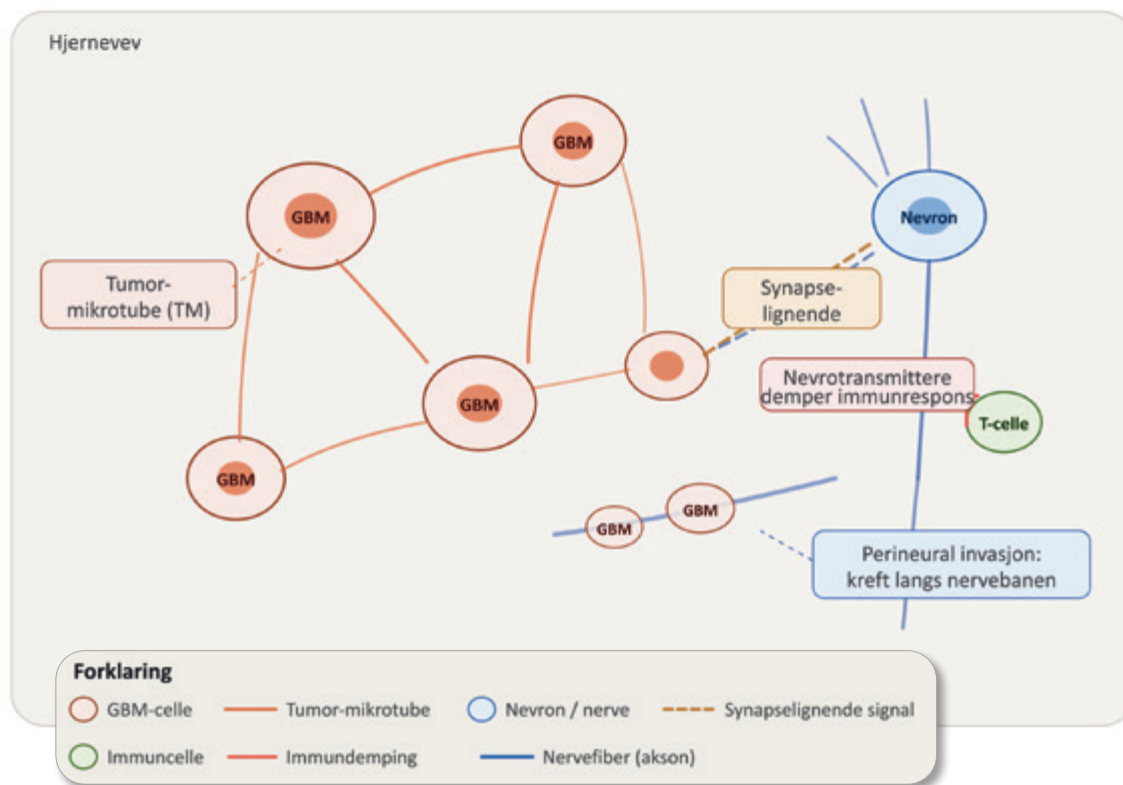 Hjernevev
GBM
GBM
Nevron
Tumor-
mikrotube (TM)
Synapse-
lignende
Nevrotransmittere
demper immunrespons
T-celle
GBM
GBM
GBM
GBM
Perineural invasjon:
kreft langs nervebanen
Forklaring
GBM-celle
Tumor-mikrotube
Nevron / nerve
Synapselignende signal
Immuncelle
Immundemping
Nervefiber (akson)